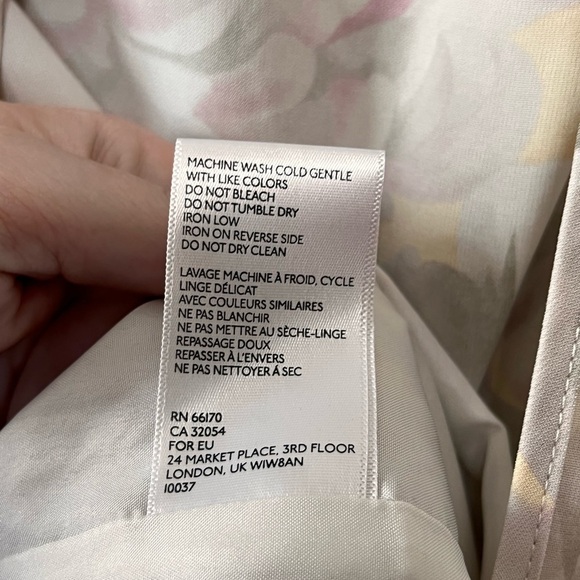 MACHINE WASH COLD GENTLE
WITH LIKE COLORS
DO NOT BLEACH
DO NOT TUMBLE DRY
IRON LOW
IRON ON REVERSE SIDE
DO NOT DRY CLEAN
LAVAGE MACHINE À FROID, CYCLE
LINGE DÉLICAT
AVEC COULEURS SIMILAIRES
NE PAS BLANCHIR
NE PAS METTRE AU SÈCHE-LINGE
REPASSAGE DOUX
REPASSER À L'ENVERS
NE PAS NETTOYER Á SEC
RN 66170
CA 32054
FOR EU
24 MARKET PLACE, 3RD FLOOR
LONDON, UK W1W8AN
10037